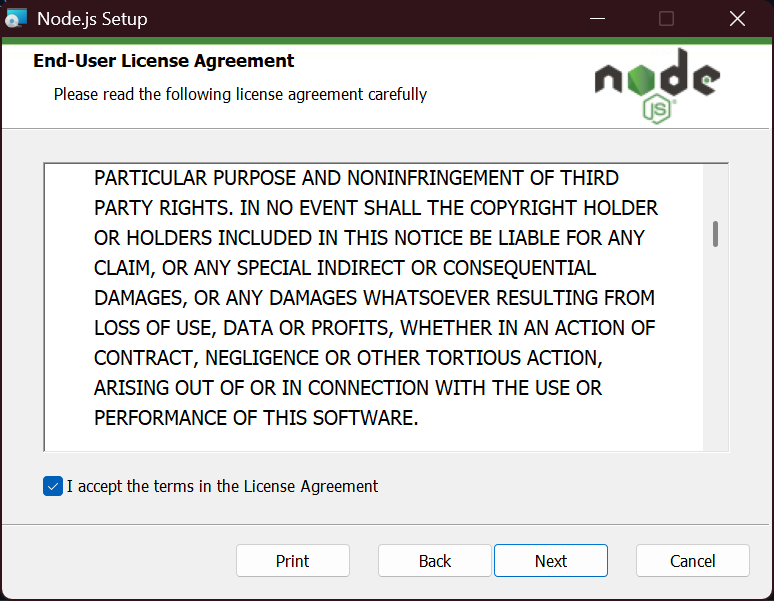 Node.js Setup
End-User License Agreement
Please read the following license agreement carefully
node
JS
PARTICULAR PURPOSE AND NONINFRINGEMENT OF THIRD
PARTY RIGHTS. IN NO EVENT SHALL THE COPYRIGHT HOLDER
OR HOLDERS INCLUDED IN THIS NOTICE BE LIABLE FOR ANY
CLAIM, OR ANY SPECIAL INDIRECT OR CONSEQUENTIAL
DAMAGES, OR ANY DAMAGES WHATSOEVER RESULTING FROM
LOSS OF USE, DATA OR PROFITS, WHETHER IN AN ACTION OF
CONTRACT, NEGLIGENCE OR OTHER TORTIOUS ACTION,
ARISING OUT OF OR IN CONNECTION WITH THE USE OR
PERFORMANCE OF THIS SOFTWARE.
I accept the terms in the License Agreement
Print Back Next Cancel